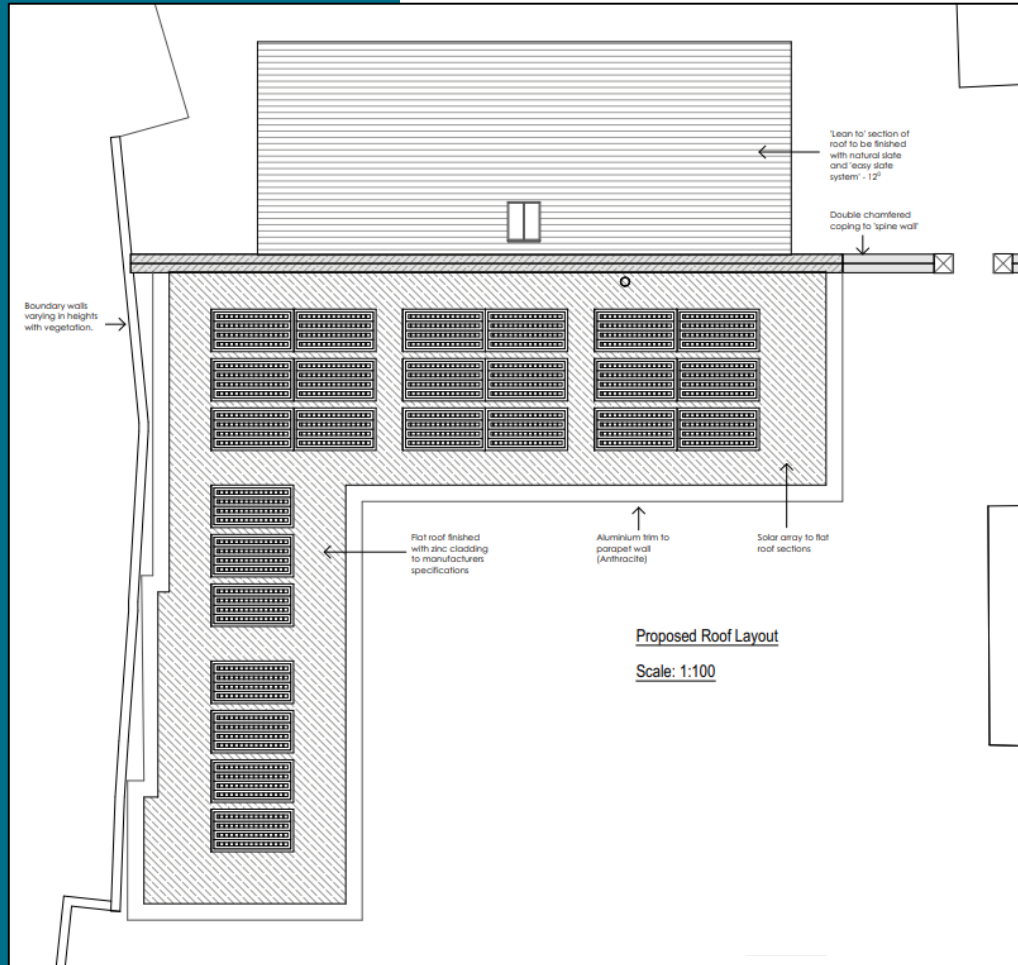 'Lean to' section of
roof to be finished
with natural slate
and 'easy slate
system' - 12⁰
Double chamfered
coping to 'spine wall'
Boundary walls
varying in heights
with vegetation.
Flat roof finished
with zinc cladding
to manufacturers
specifications
Aluminium trim to
parapet wall
(Anthracite)
Solar array to flat
roof sections
Proposed Roof Layout
Scale: 1:100